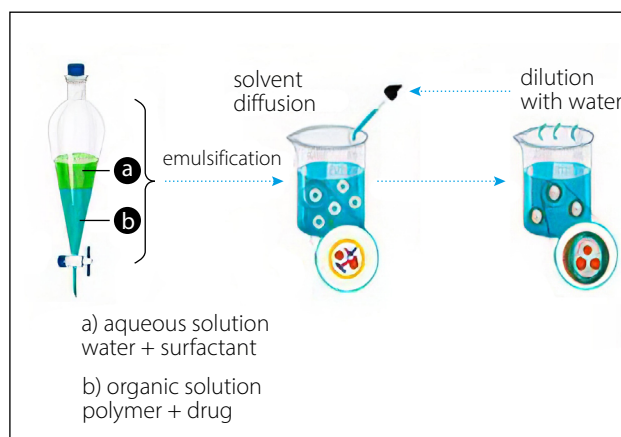 solvent
diffusion
dilution
with water
emulsification
a
b
a) aqueous solution
water + surfactant
b) organic solution
polymer + drug